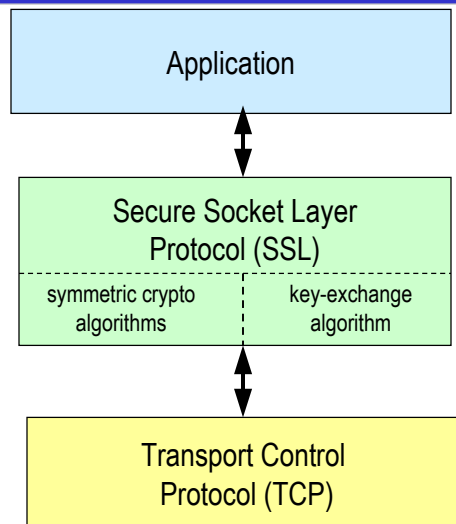 Application
Secure Socket Layer
Protocol (SSL)
symmetric crypto
algorithms
key-exchange
algorithm
Transport Control
Protocol (TCP)